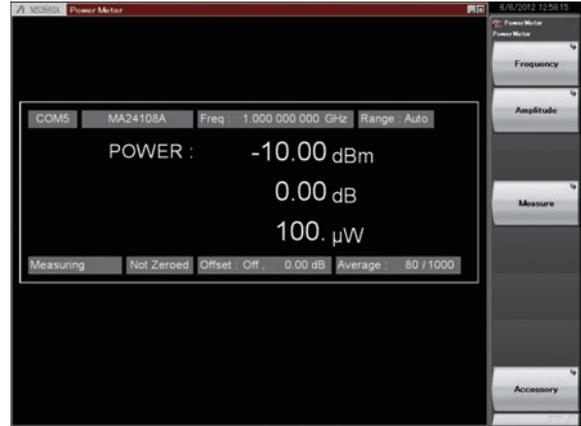 MS2692A Power Meter
6/6/2012 12:58:15
Power Meter
Power Meter
Frequency
Amplitude
COM5 MA24108A Freq : 1.000 000 000 GHz Range : Auto
POWER : -10.00 dBm
0.00 dB
Measure
100. µW
Measuring Not Zeroed Offset : Off , 0.00 dB Average : 80 / 1000
Accessory